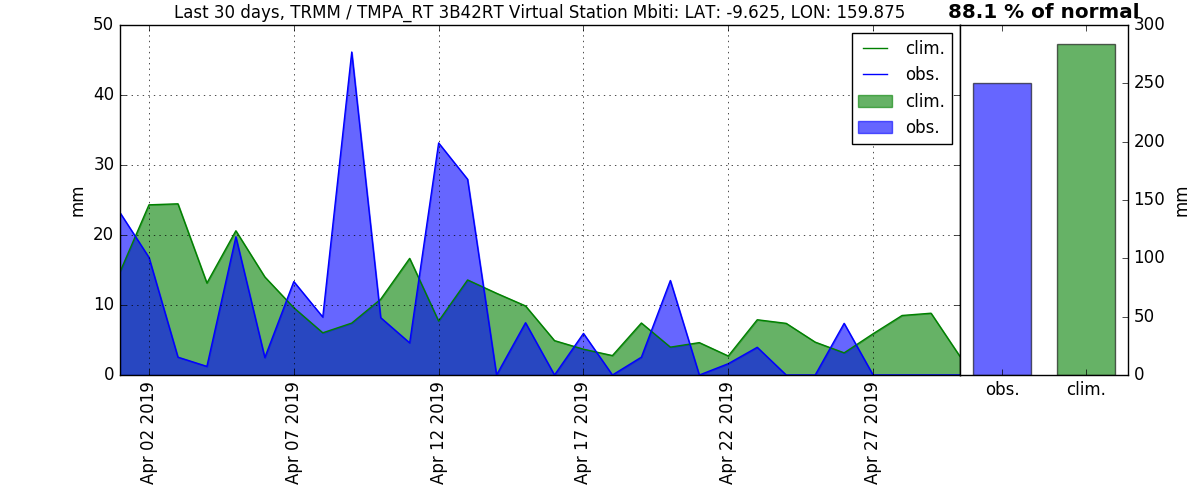 Last 30 days, TRMM / TMPA_RT 3B42RT Virtual Station Mbiti: LAT: -9.625, LON: 159.875
88.1 % of normal
50
40
30
20
10
0
mm
clim.
obs.
clim.
obs.
300
250
200
150
100
50
0
mm
Apr 02 2019
Apr 07 2019
Apr 12 2019
Apr 17 2019
Apr 22 2019
Apr 27 2019
obs.
clim.